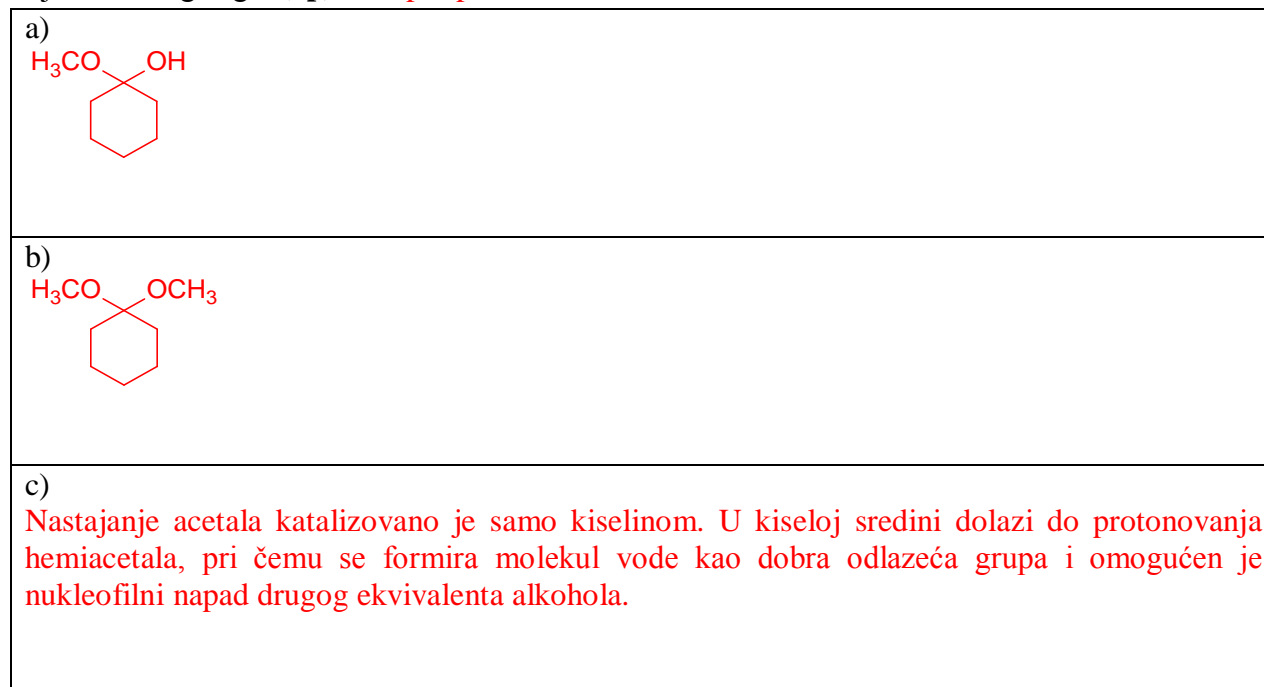 a)
H₃CO OH
b)
H₃CO OCH₃
c)
Nastajanje acetala katalizovano je samo kiselinom. U kiseloj sredini dolazi do protonovanja
hemiacetala, pri čemu se formira molekul vode kao dobra odlazeća grupa i omogućen je
nukleofilni napad drugog ekvivalenta alkohola.